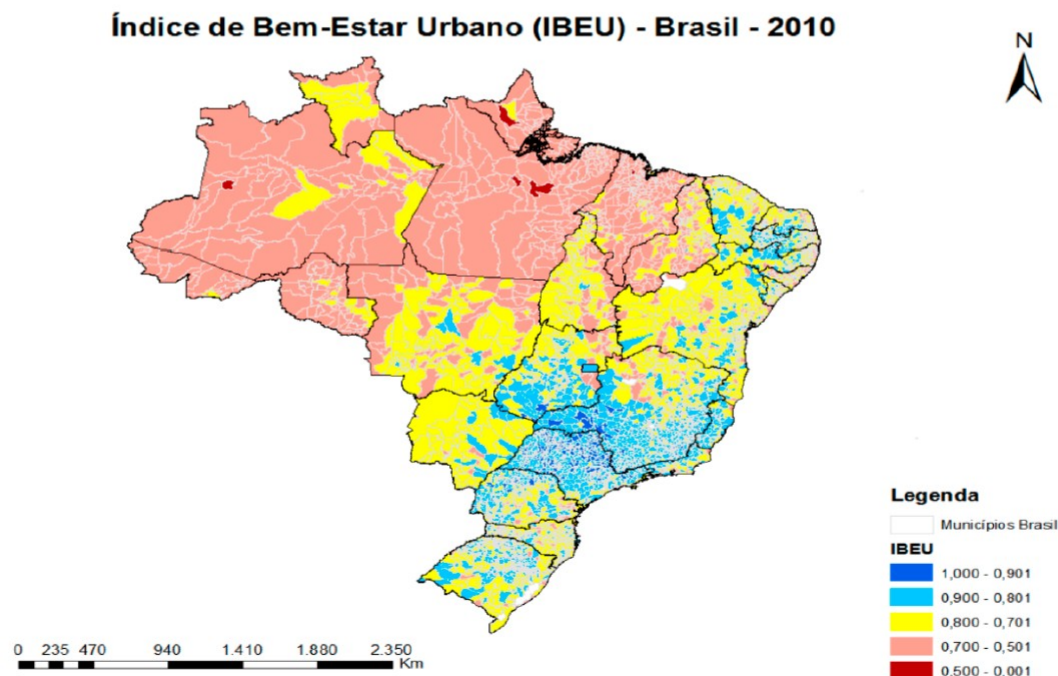 Índice de Bem-Estar Urbano (IBEU) - Brasil - 2010
N
Legenda
Municípios Brasil
IBEU
1,000 - 0,901
0,900 - 0,801
0,800 - 0,701
0,700 - 0,501
0,500 - 0,001
0 235 470 940 1.410 1.880 2.350
Km